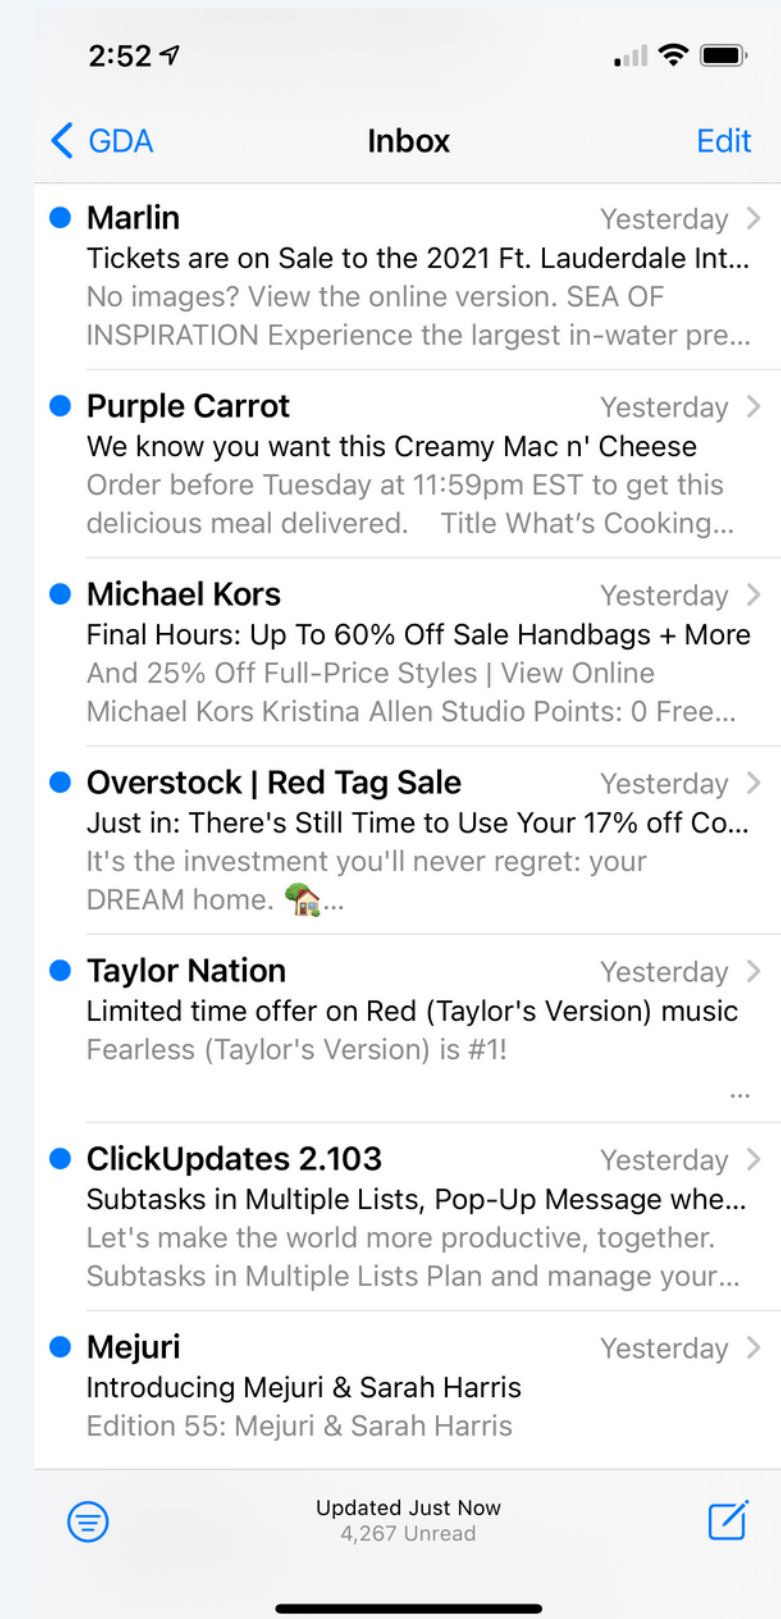 2:52
GDA
Inbox
Edit
Marlin
Yesterday
Tickets are on Sale to the 2021 Ft. Lauderdale Int...
No images? View the online version. SEA OF
INSPIRATION Experience the largest in-water pre...
Purple Carrot
Yesterday
We know you want this Creamy Mac n' Cheese
Order before Tuesday at 11:59pm EST to get this
delicious meal delivered. Title What’s Cooking...
Michael Kors
Yesterday
Final Hours: Up To 60% Off Sale Handbags + More
And 25% Off Full-Price Styles | View Online
Michael Kors Kristina Allen Studio Points: 0 Free...
Overstock | Red Tag Sale
Yesterday
Just in: There's Still Time to Use Your 17% off Co...
It's the investment you'll never regret: your
DREAM home. 🏡...
Taylor Nation
Yesterday
Limited time offer on Red (Taylor's Version) music
Fearless (Taylor's Version) is #1!
...
ClickUpdates 2.103
Yesterday
Subtasks in Multiple Lists, Pop-Up Message whe...
Let's make the world more productive, together.
Subtasks in Multiple Lists Plan and manage your...
Mejuri
Yesterday
Introducing Mejuri & Sarah Harris
Edition 55: Mejuri & Sarah Harris
Updated Just Now
4,267 Unread